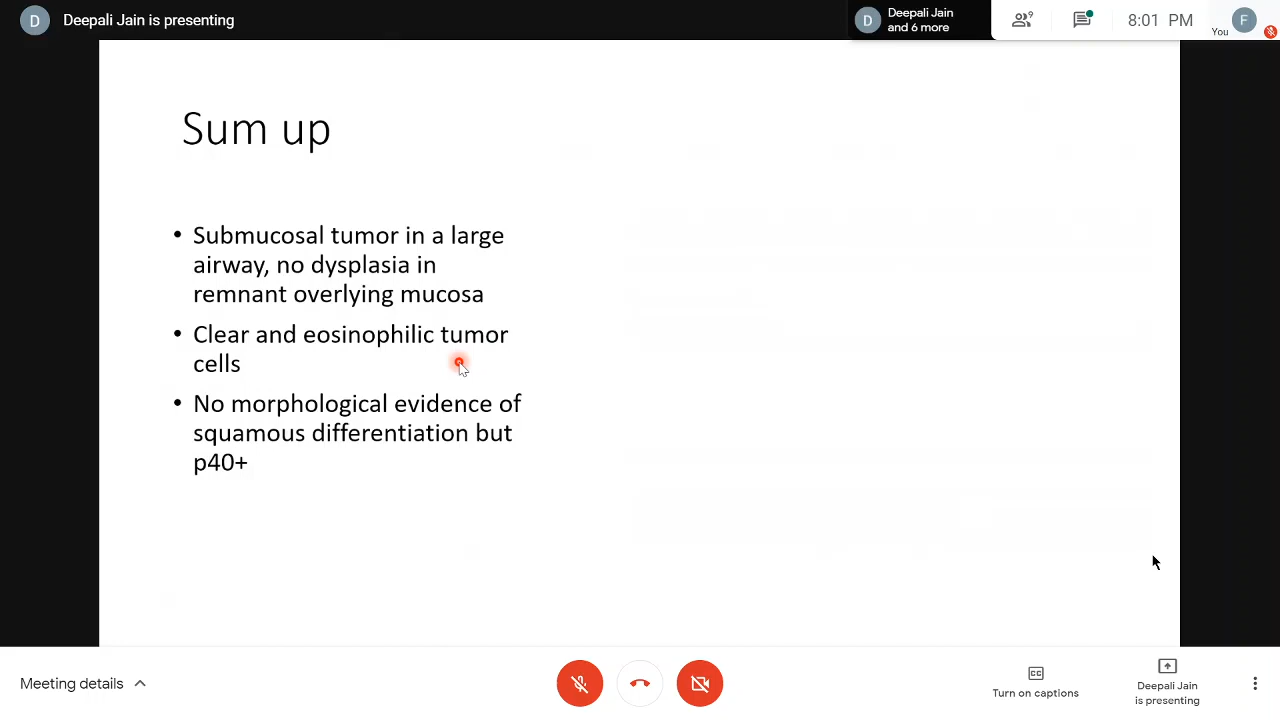 D Deepali Jain is presenting
D Deepali Jain
and 6 more
9
8:01 PM
You F
Sum up
• Submucosal tumor in a large
airway, no dysplasia in
remnant overlying mucosa
• Clear and eosinophilic tumor
cells
• No morphological evidence of
squamous differentiation but
p40+
Meeting details
CC
Turn on captions
Deepali Jain
is presenting